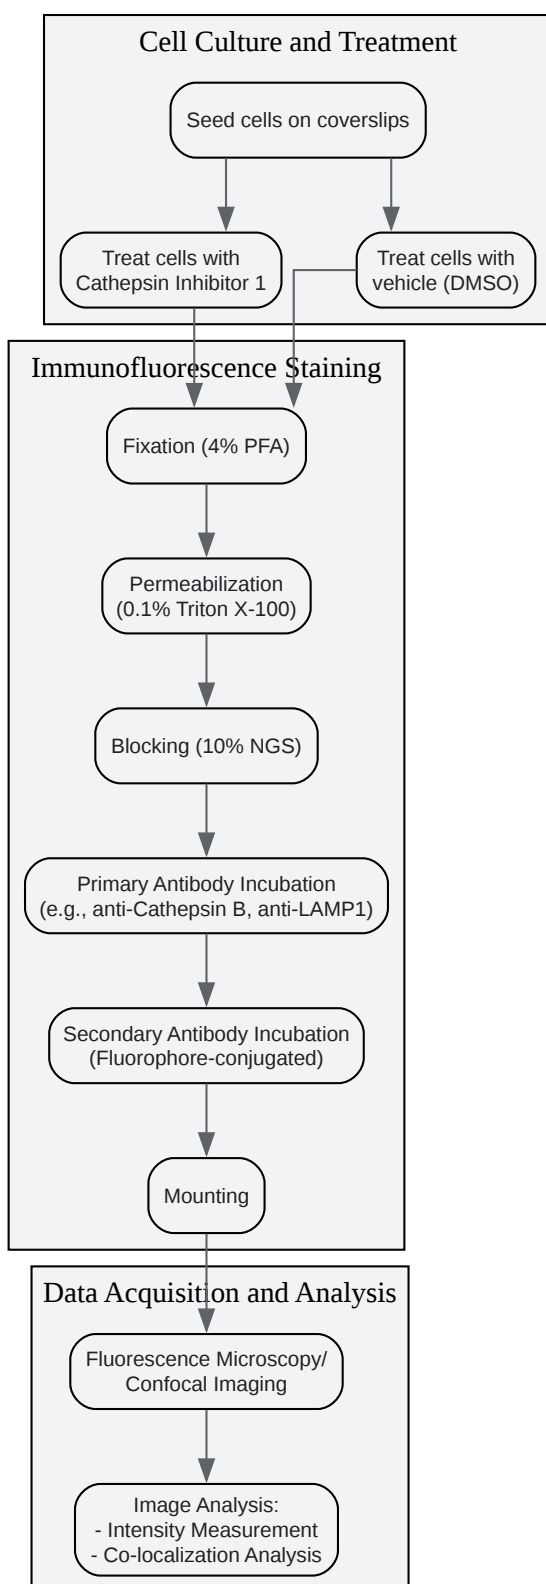 Cell Culture and Treatment
Seed cells on coverslips
Treat cells with
Cathepsin Inhibitor 1
Treat cells with
vehicle (DMSO)
Immunofluorescence Staining
Fixation (4% PFA)
Permeabilization
(0.1% Triton X-100)
Blocking (10% NGS)
Primary Antibody Incubation
(e.g., anti-Cathepsin B, anti-LAMP1)
Secondary Antibody Incubation
(Fluorophore-conjugated)
Mounting
Data Acquisition and Analysis
Fluorescence Microscopy/
Confocal Imaging
Image Analysis:
- Intensity Measurement
- Co-localization Analysis